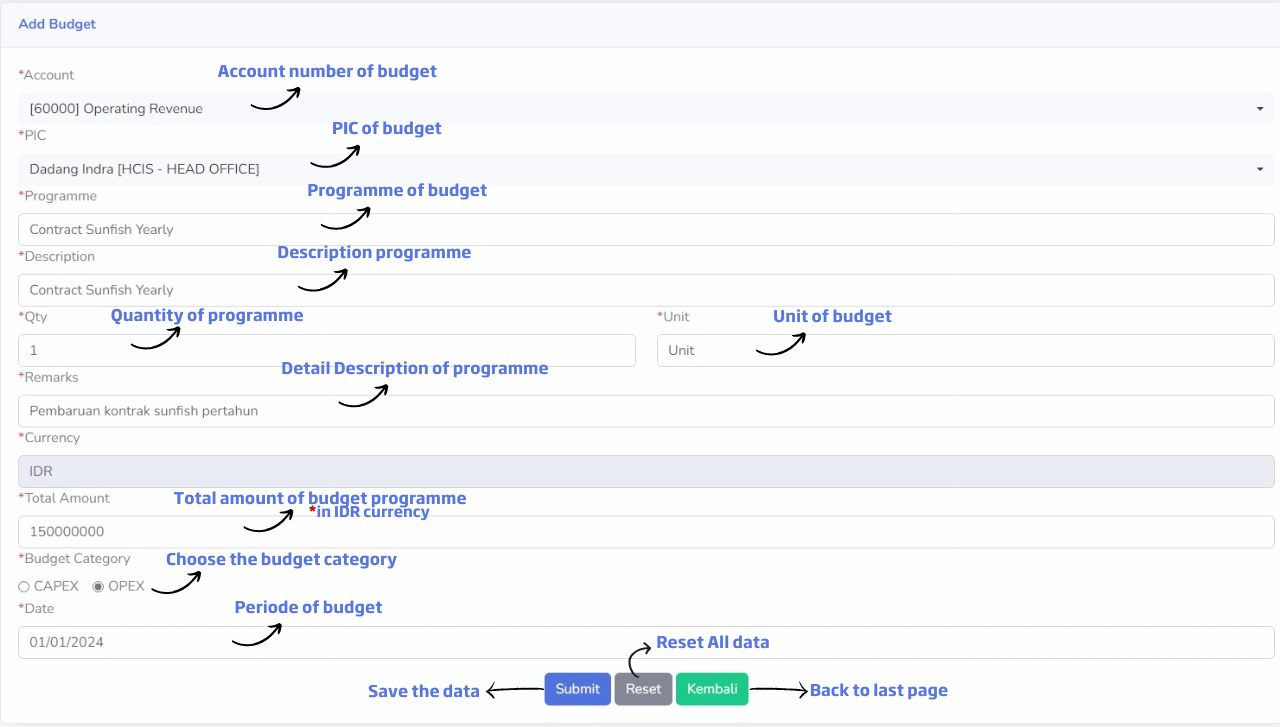 Add Budget
*Account
Account number of budget
[60000] Operating Revenue
*PIC
PIC of budget
Dadang Indra [HCIS - HEAD OFFICE]
*Programme
Programme of budget
Contract Sunfish Yearly
*Description
Description programme
Contract Sunfish Yearly
*Qty
Quantity of programme
*Unit
Unit of budget
1
Unit
*Remarks
Detail Description of programme
Pembaruan kontrak sunfish pertahun
*Currency
IDR
*Total Amount
Total amount of budget programme
*in IDR currency
150000000
*Budget Category
Choose the budget category
CAPEX OPEX
*Date
Periode of budget
01/01/2024
Reset All data
Save the data
Submit
Reset
Kembali
Back to last page